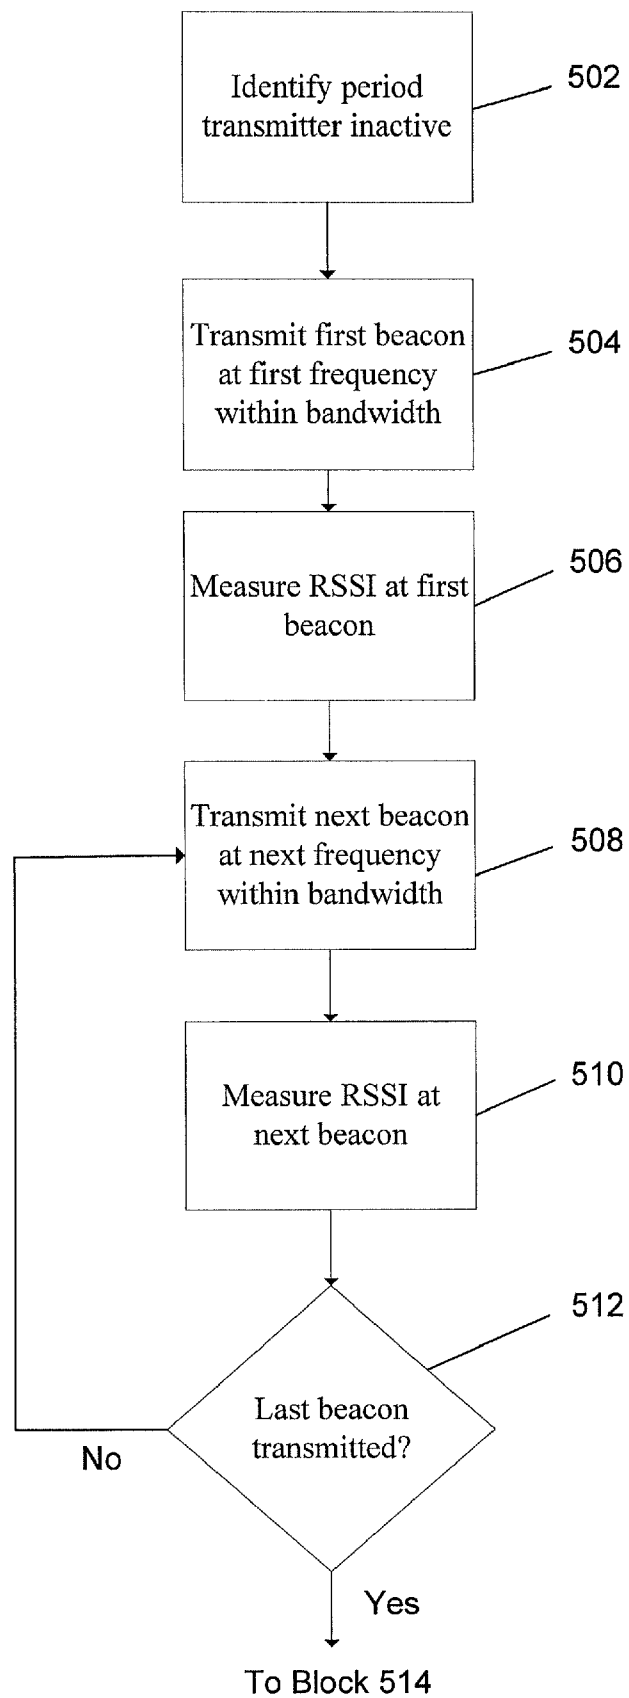 502
Identify period
transmitter inactive
504
Transmit first beacon
at first frequency
within bandwidth
506
Measure RSSI at first
beacon
508
Transmit next beacon
at next frequency
within bandwidth
510
Measure RSSI at
next beacon
512
Last beacon
transmitted?
No
Yes
To Block 514